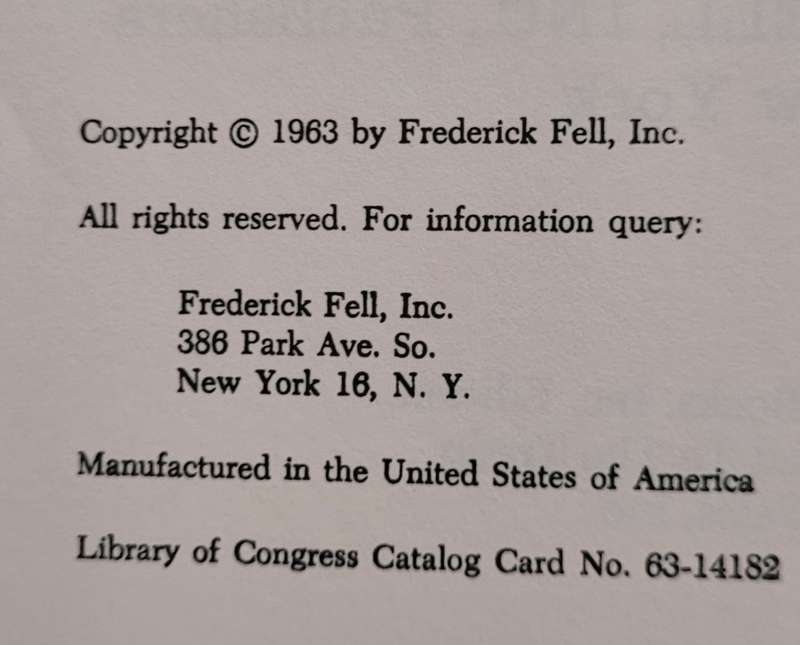 Copyright © 1963 by Frederick Fell, Inc.
All rights reserved. For information query:
Frederick Fell, Inc.
386 Park Ave. So.
New York 16, N. Y.
Manufactured in the United States of America
Library of Congress Catalog Card No. 63-14182